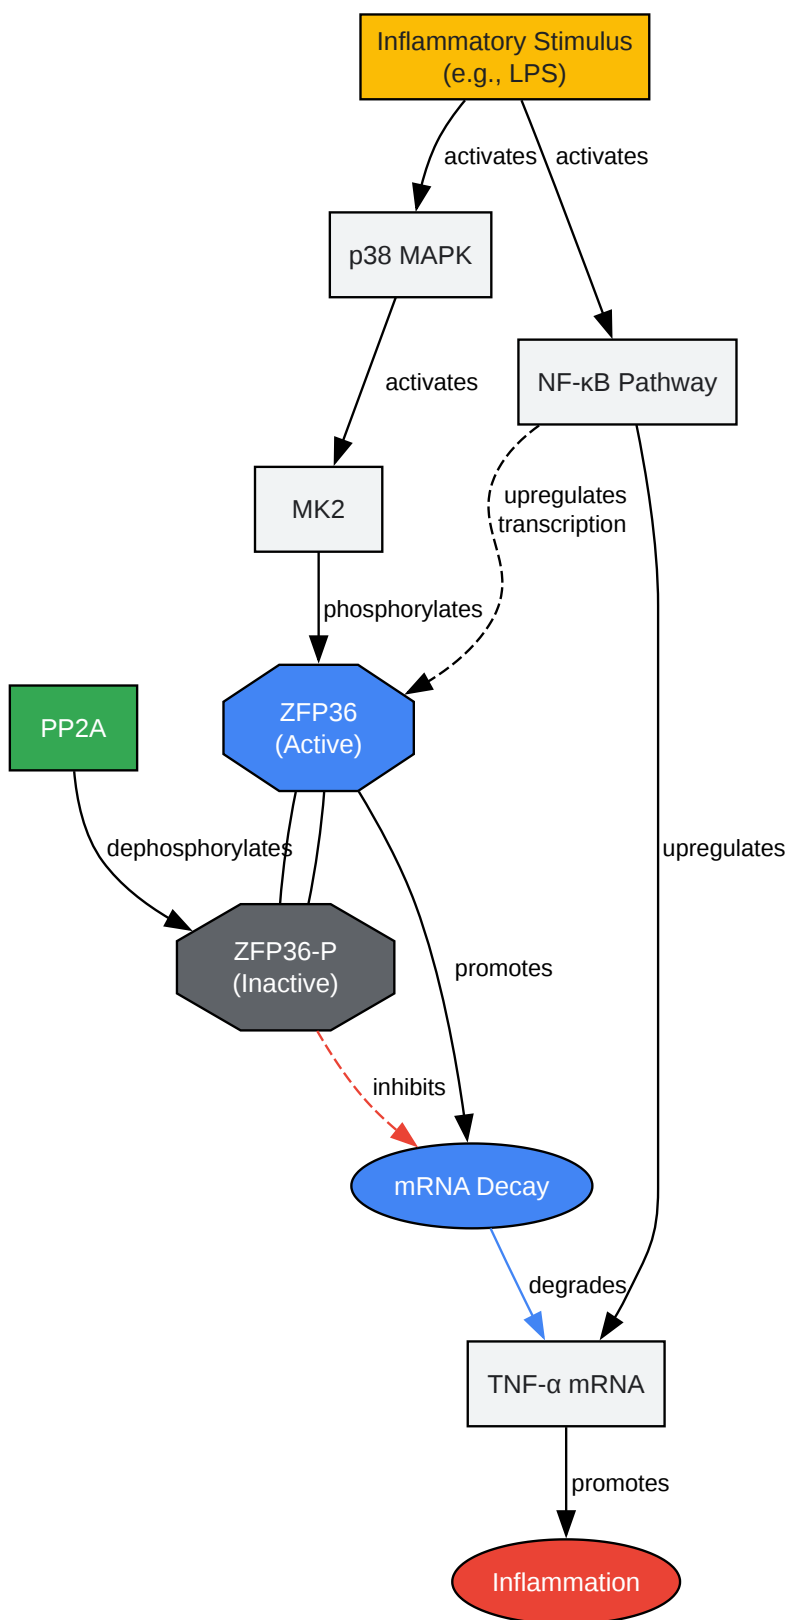 Inflammatory Stimulus
(e.g., LPS)
activates
activates
p38 MAPK
activates
NF-κB Pathway
MK2
upregulates
transcription
phosphorylates
ZFP36
(Active)
PP2A
dephosphorylates
upregulates
ZFP36-P
(Inactive)
promotes
inhibits
mRNA Decay
degrades
TNF-α mRNA
promotes
Inflammation